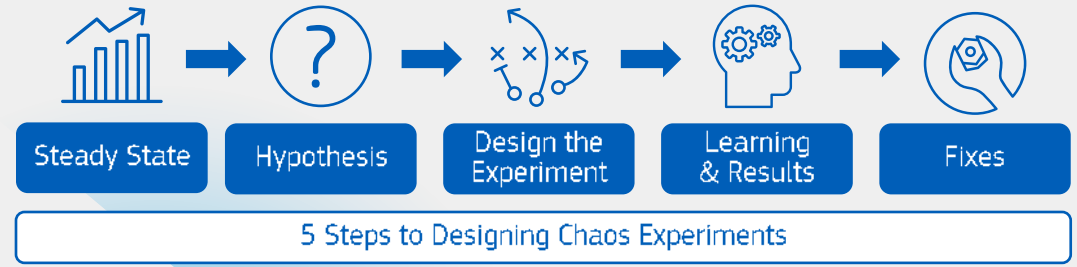 ?
Steady State
Hypothesis
Design the
Experiment
Learning
& Results
Fixes
5 Steps to Designing Chaos Experiments